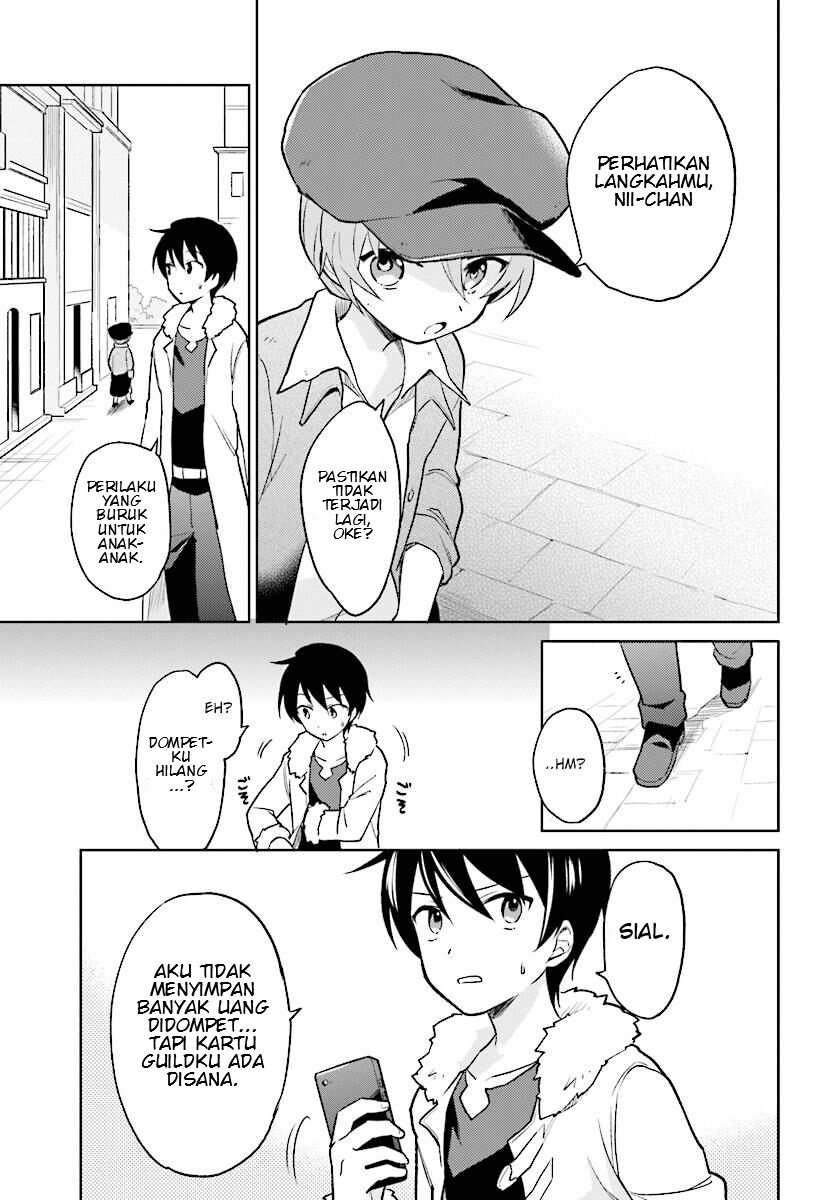 PERHATIKAN
LANGKAHMU,
NII-CHAN
PASTIKAN
TIDAK
TERJADI
LAGI,
OKE?
PERILAKU
YANG
BURUK
UNTUK
ANAK-
ANAK.
..HM?
EH?
DOMPET-
KU
HILANG
...?
SIAL.
AKU TIDAK
MENYIMPAN
BANYAK UANG
DIDOMPET...
TAPI KARTU
GUILDKU ADA
DISANA.